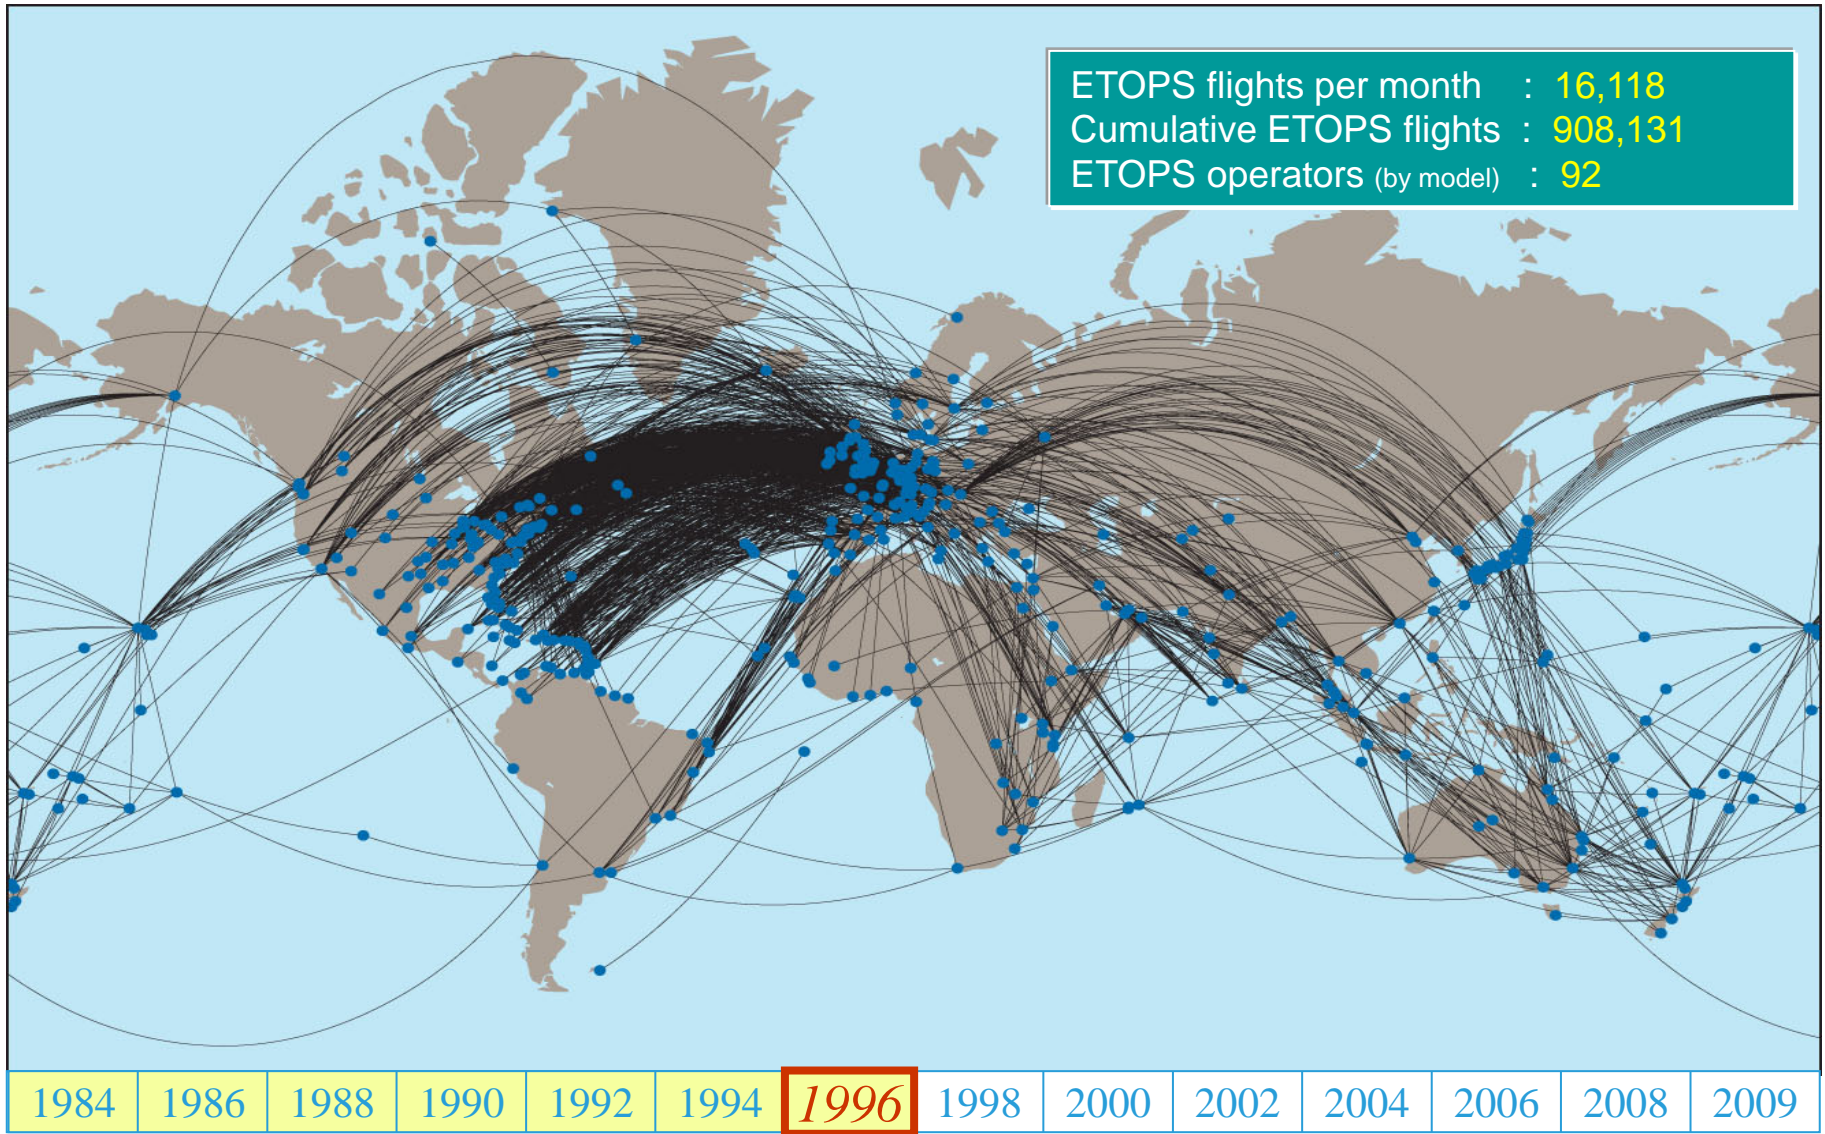 ETOPS flights per month : 16,118
Cumulative ETOPS flights : 908,131
ETOPS operators (by model) : 92
1984 1986 1988 1990 1992 1994 1996 1998 2000 2002 2004 2006 2008 2009